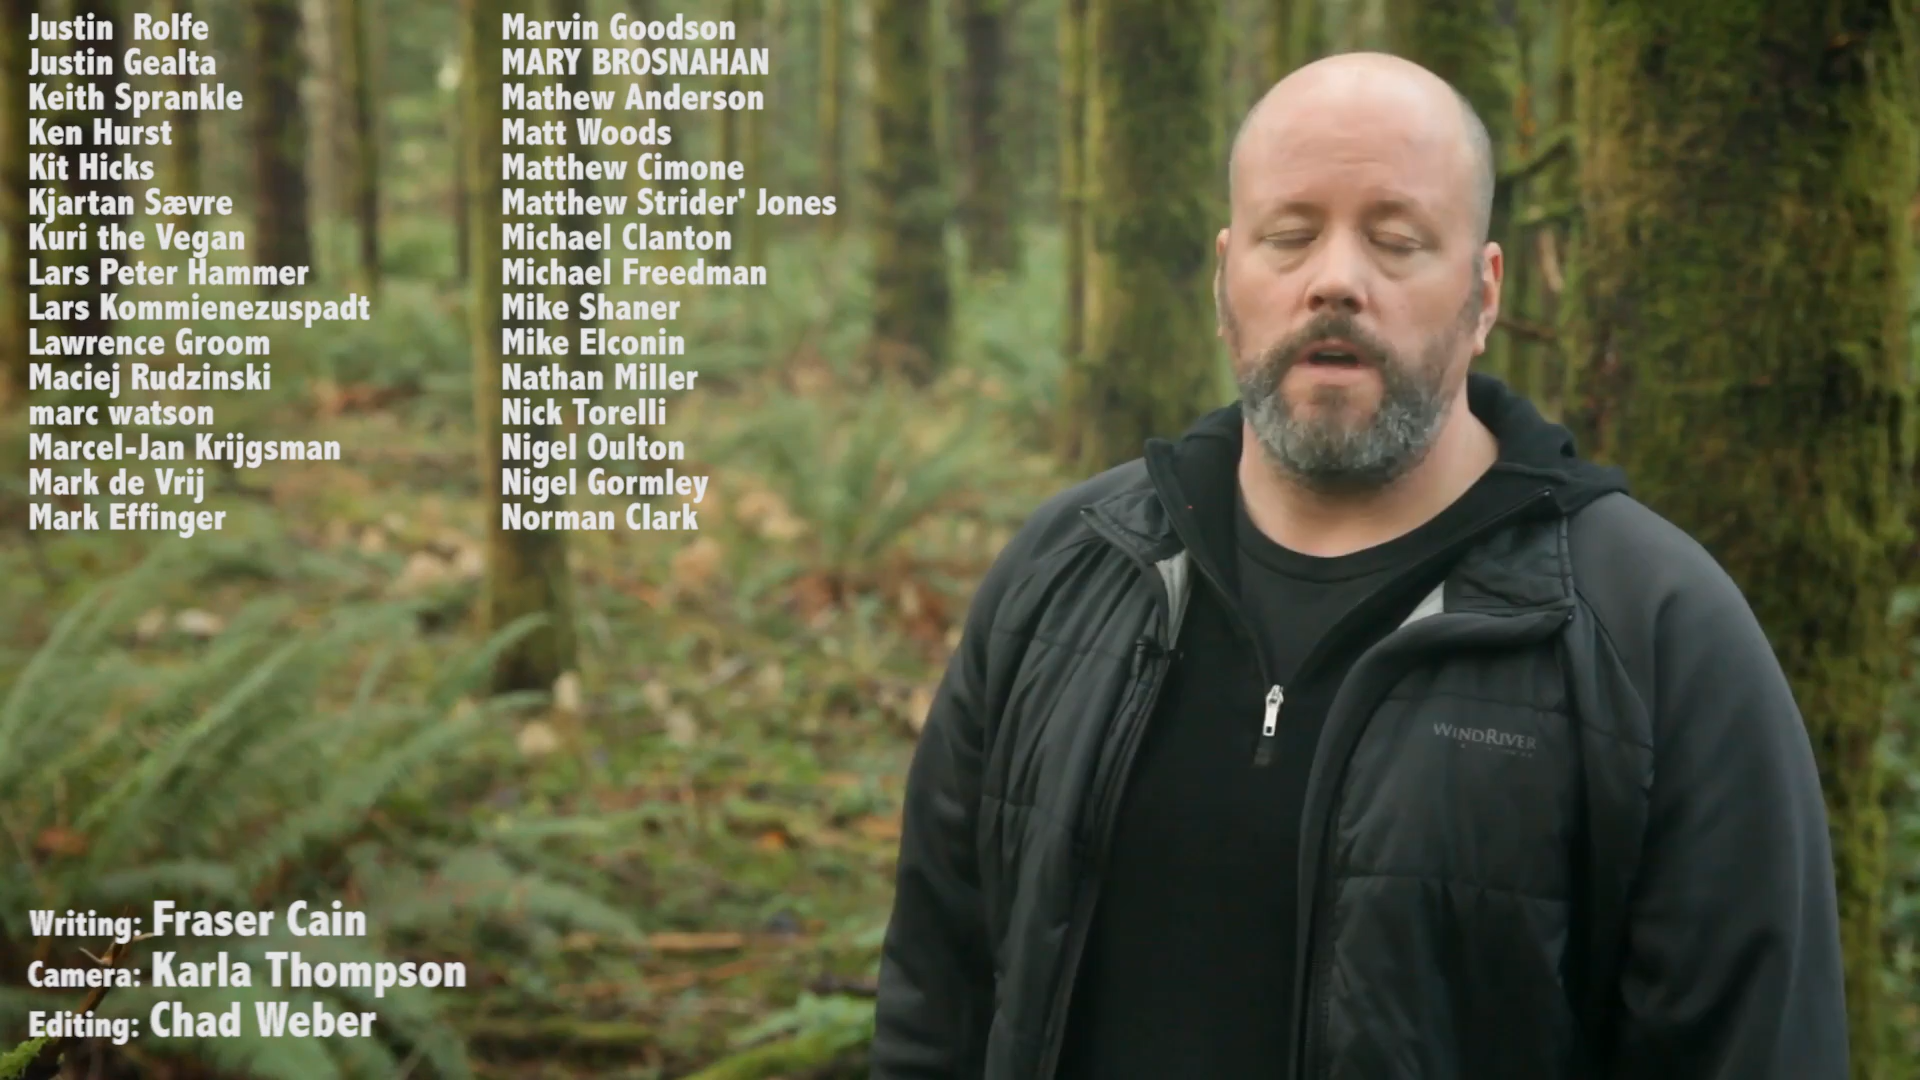 Justin Rolfe
Justin Gealta
Keith Sprankle
Ken Hurst
Kit Hicks
Kjartan Sævre
Kuri the Vegan
Lars Peter Hammer
Lars Kommienezuspadt
Lawrence Groom
Maciej Rudzinski
marc watson
Marcel-Jan Krijgsman
Mark de Vrij
Mark Effinger
Marvin Goodson
MARY BROSNAHAN
Mathew Anderson
Matt Woods
Matthew Cimone
Matthew Strider' Jones
Michael Clanton
Michael Freedman
Mike Shaner
Mike Elconin
Nathan Miller
Nick Torelli
Nigel Oulton
Nigel Gormley
Norman Clark
WINDRIVER
Writing: Fraser Cain
Camera: Karla Thompson
Editing: Chad Weber